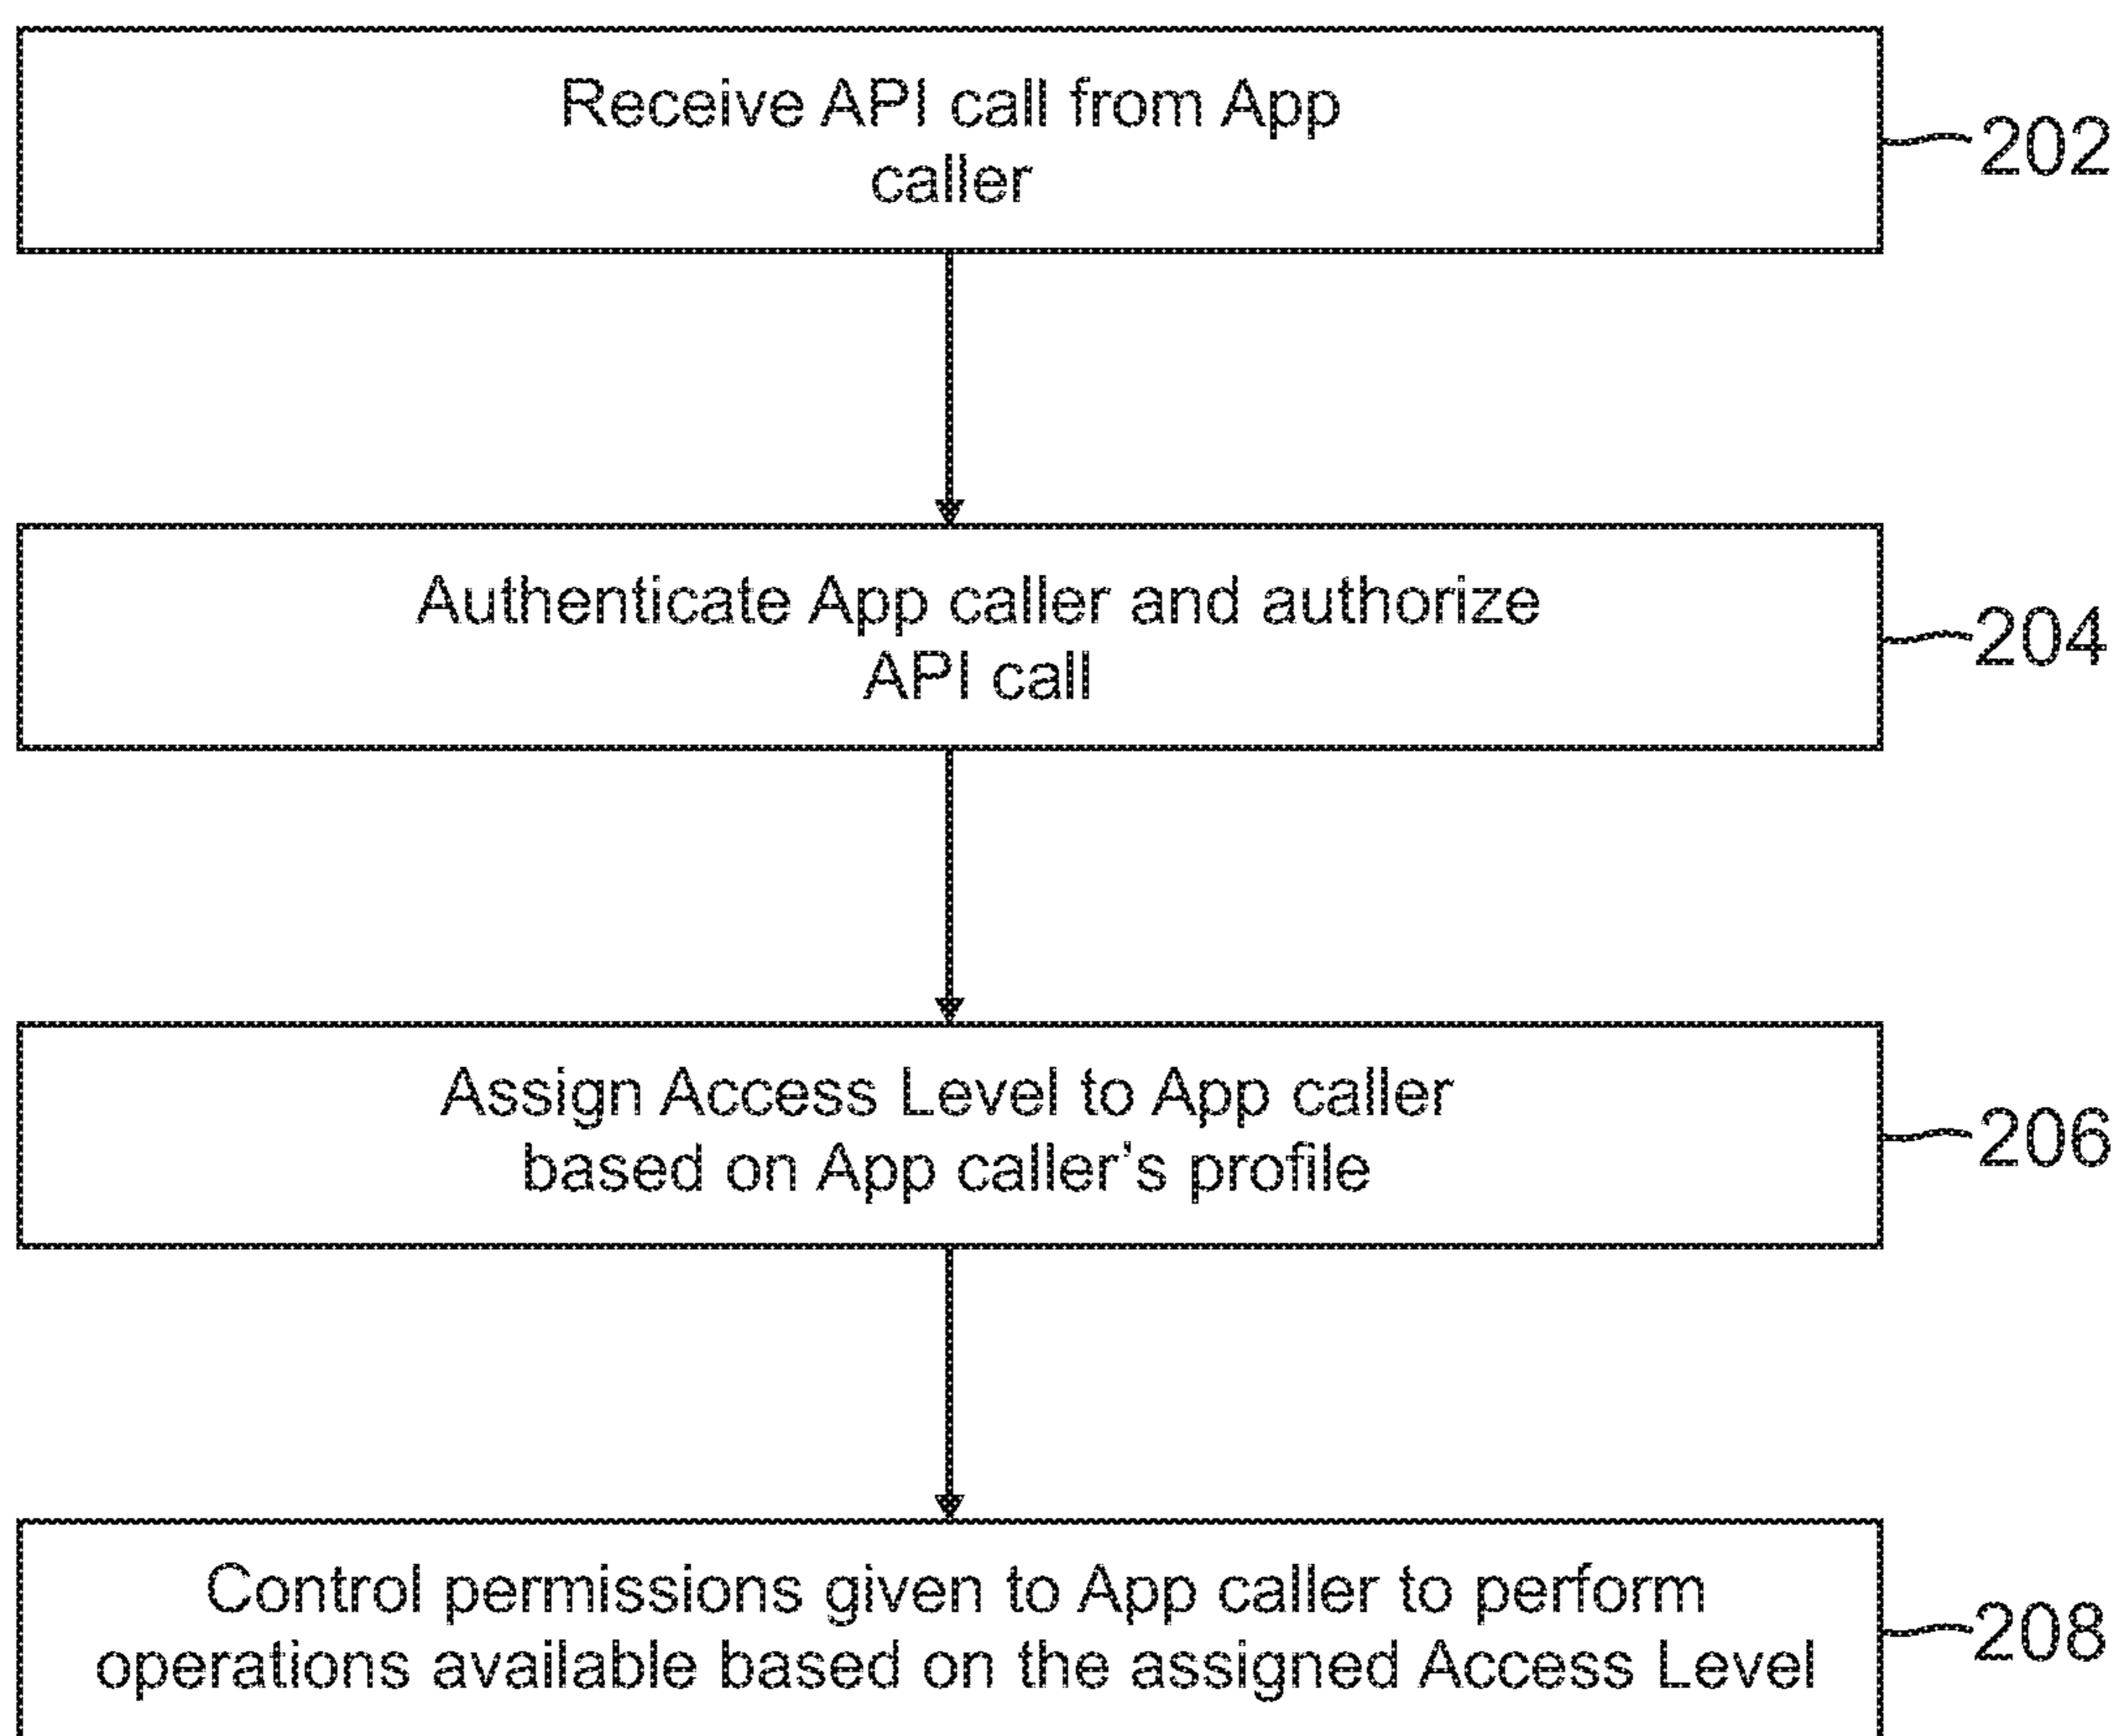 Receive API call from App
caller
202
Authenticate App caller and authorize
API call
204
Assign Access Level to App caller
based on App caller's profile
206
Control permissions given to App caller to perform
operations available based on the assigned Access Level
208